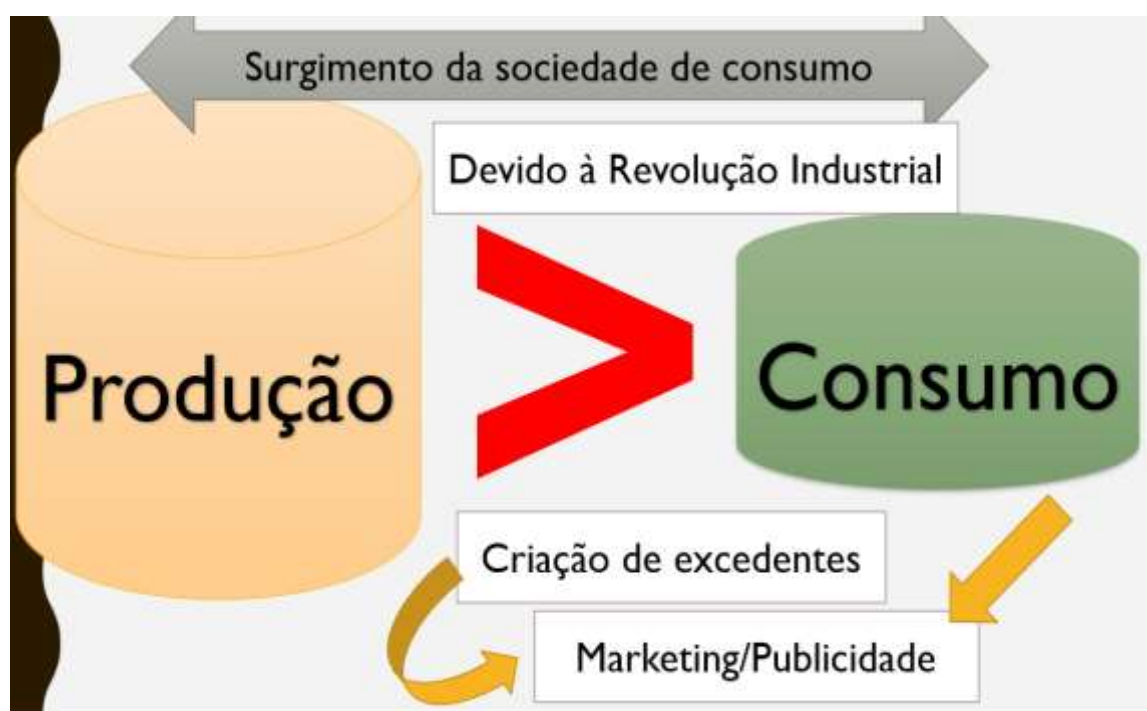 Surgimento da sociedade de consumo
Devido à Revolução Industrial
Produção
>
Consumo
Criação de excedentes
Marketing/Publicidade